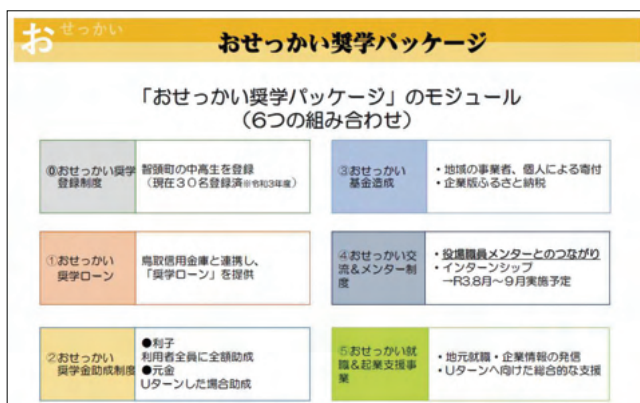 おせっかい
おせっかい奨学パッケージ
「おせっかい奨学パッケージ」のモジュール
（6つの組み合わせ）
⓪おせっかい奨学
登録制度
智頭町の中高生を登録
（現在３０名登録済※令和3年度）
①おせっかい
奨学ローン
鳥取信用金庫と連携し、
「奨学ローン」を提供
②おせっかい
奨学金助成制度
●利子
利用者全員に全額助成
●元金
Uターンした場合助成
③おせっかい
基金造成
・地域の事業者、個人による寄付
・企業版ふるさと納税
④おせっかい交
流＆メンター制
度
・役場職員メンターとのつながり
・インターンシップ
→R3.8月～９月実施予定
⑤おせっかい就
職＆起業支援事
業
・地元就職・企業情報の発信
・Uターンへ向けた総合的な支援